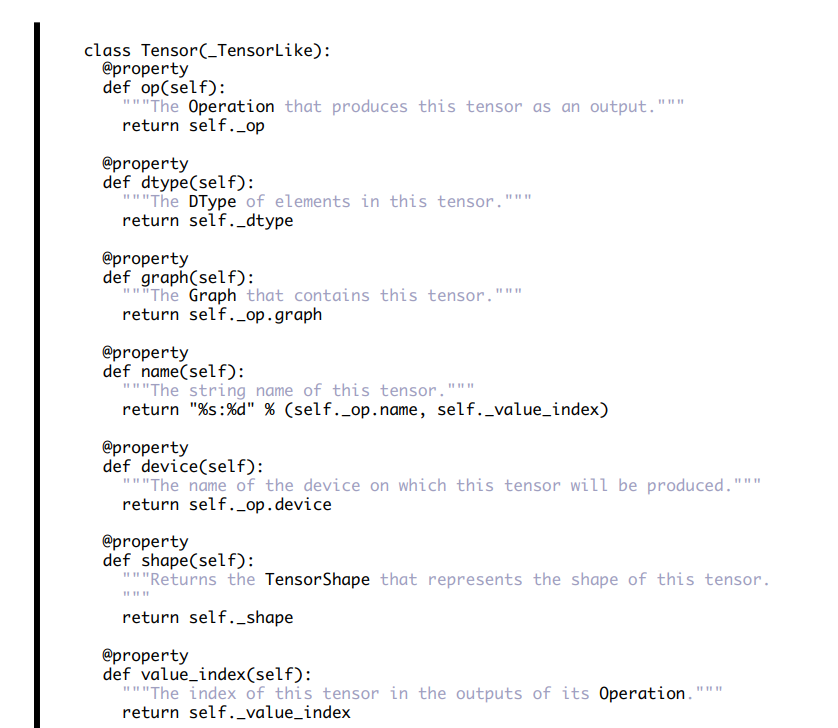 class Tensor(_TensorLike):
  @property
  def op(self):
    """The Operation that produces this tensor as an output."""
    return self._op

  @property
  def dtype(self):
    """The DType of elements in this tensor."""
    return self._dtype

  @property
  def graph(self):
    """The Graph that contains this tensor."""
    return self._op.graph

  @property
  def name(self):
    """The string name of this tensor."""
    return "%s:%d" % (self._op.name, self._value_index)

  @property
  def device(self):
    """The name of the device on which this tensor will be produced."""
    return self._op.device

  @property
  def shape(self):
    """Returns the TensorShape that represents the shape of this tensor.
    """
    return self._shape

  @property
  def value_index(self):
    """The index of this tensor in the outputs of its Operation."""
    return self._value_index